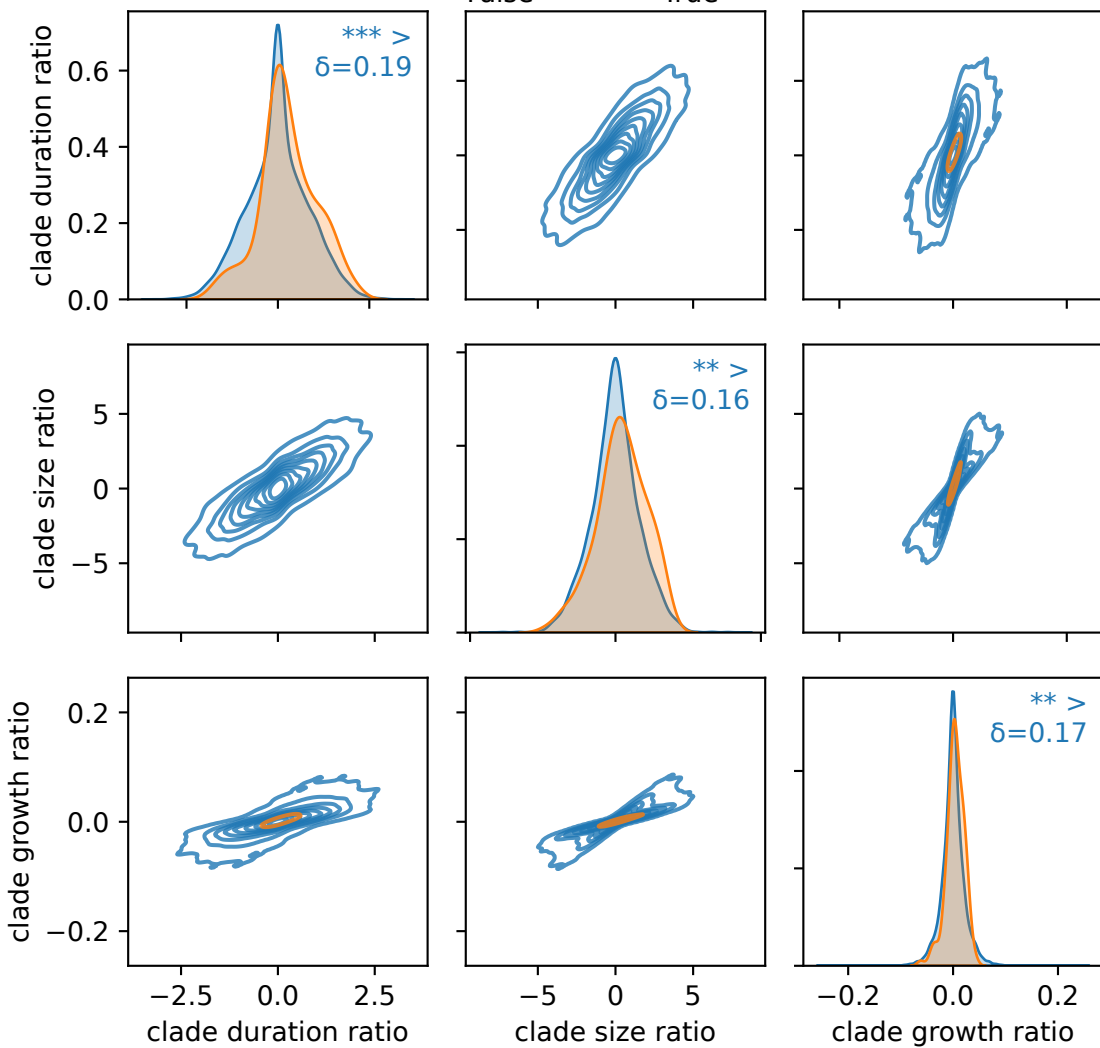 clade duration ratio
0.6
0.4
0.2
0.0
*** >
δ=0.19
clade size ratio
5
0
−5
** >
δ=0.16
clade growth ratio
0.2
0.0
−0.2
** >
δ=0.17
−2.5 0.0 2.5
−5 0 5
−0.2 0.0 0.2
clade duration ratio
clade size ratio
clade growth ratio